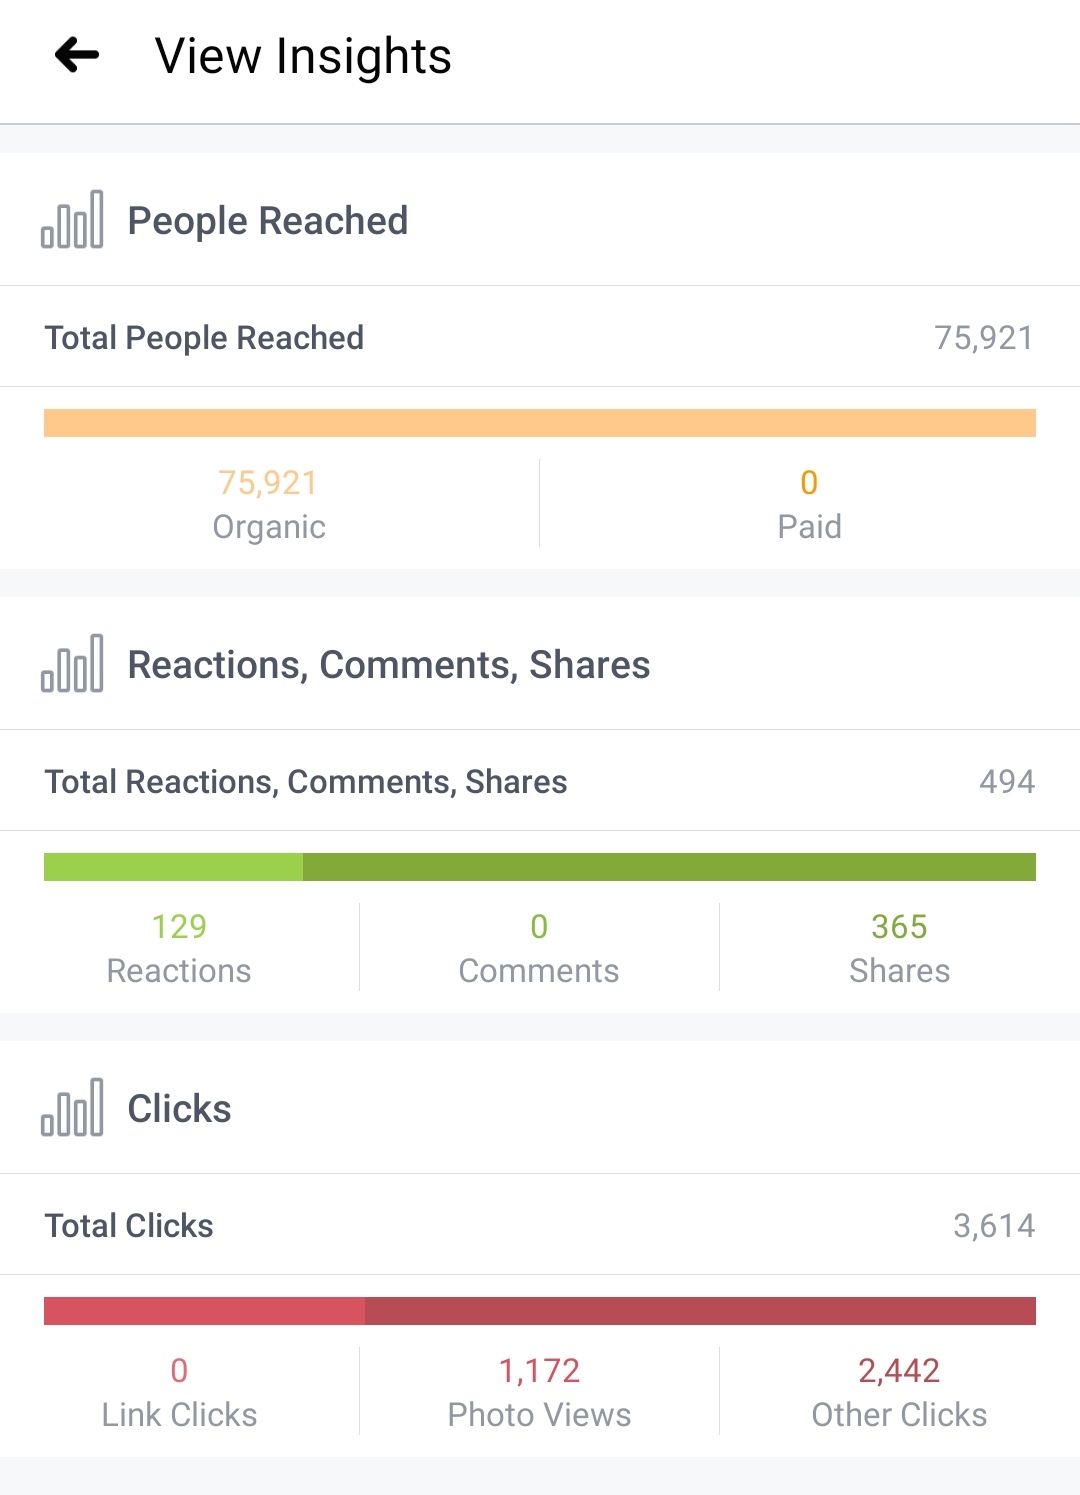 View Insights
People Reached
Total People Reached 75,921
75,921 0
Organic Paid
Reactions, Comments, Shares
Total Reactions, Comments, Shares 494
129 0 365
Reactions Comments Shares
Clicks
Total Clicks 3,614
0 1,172 2,442
Link Clicks Photo Views Other Clicks